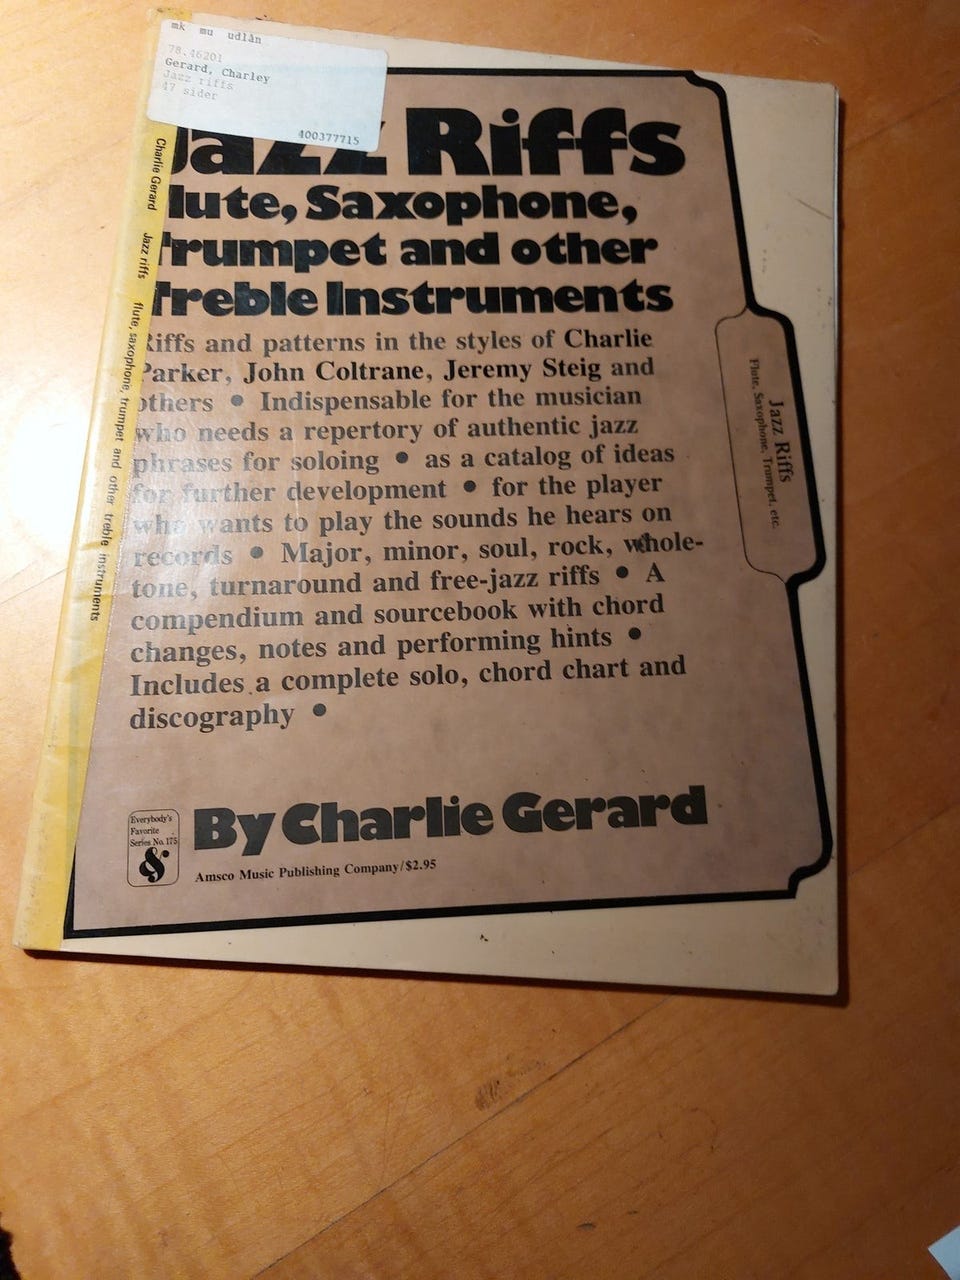 mk mu udlån
78.46201
Gerard, Charley
Jazz riffs
47 sider
400377715
Jazz Riffs
Flute, Saxophone,
Trumpet and other
Treble Instruments
Riffs and patterns in the styles of Charlie
Parker, John Coltrane, Jeremy Steig and
others • Indispensable for the musician
who needs a repertory of authentic jazz
phrases for soloing • as a catalog of ideas
for further development • for the player
who wants to play the sounds he hears on
records • Major, minor, soul, rock, whole-
tone, turnaround and free-jazz riffs • A
compendium and sourcebook with chord
changes, notes and performing hints •
Includes a complete solo, chord chart and
discography •
By Charlie Gerard
Amsco Music Publishing Company/$2.95
Everybody's
Favorite
Series No. 175
&
Charlie Gerard Jazz riffs flute, saxophone, trumpet and other treble instruments
Jazz Riffs
Flute, Saxophone, Trumpet, etc.